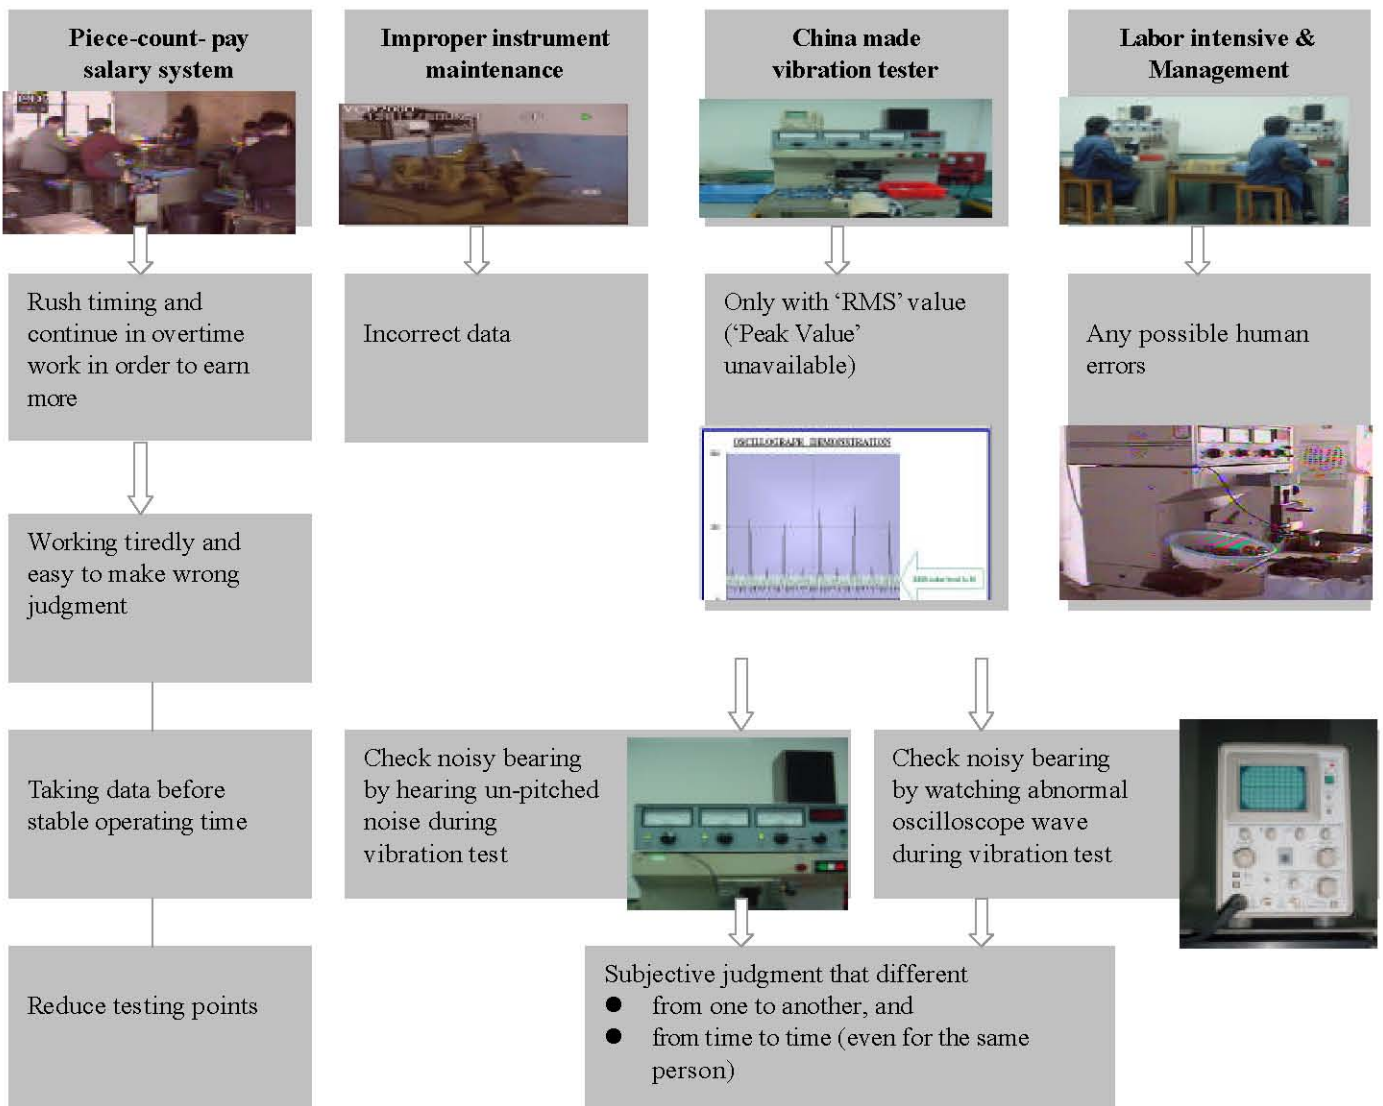 Piece-count- pay
salary system
Improper instrument
maintenance
China made
vibration tester
Labor intensive &
Management
Rush timing and
continue in overtime
work in order to earn
more
Incorrect data
Only with ‘RMS’ value
(‘Peak Value’
unavailable)
Any possible human
errors
OSCILLOGRAPH DEMONSTRATION
Working tiredly and
easy to make wrong
judgment
Taking data before
stable operating time
Check noisy bearing
by hearing un-pitched
noise during
vibration test
Check noisy bearing
by watching abnormal
oscilloscope wave
during vibration test
Reduce testing points
Subjective judgment that different
● from one to another, and
● from time to time (even for the same
person)